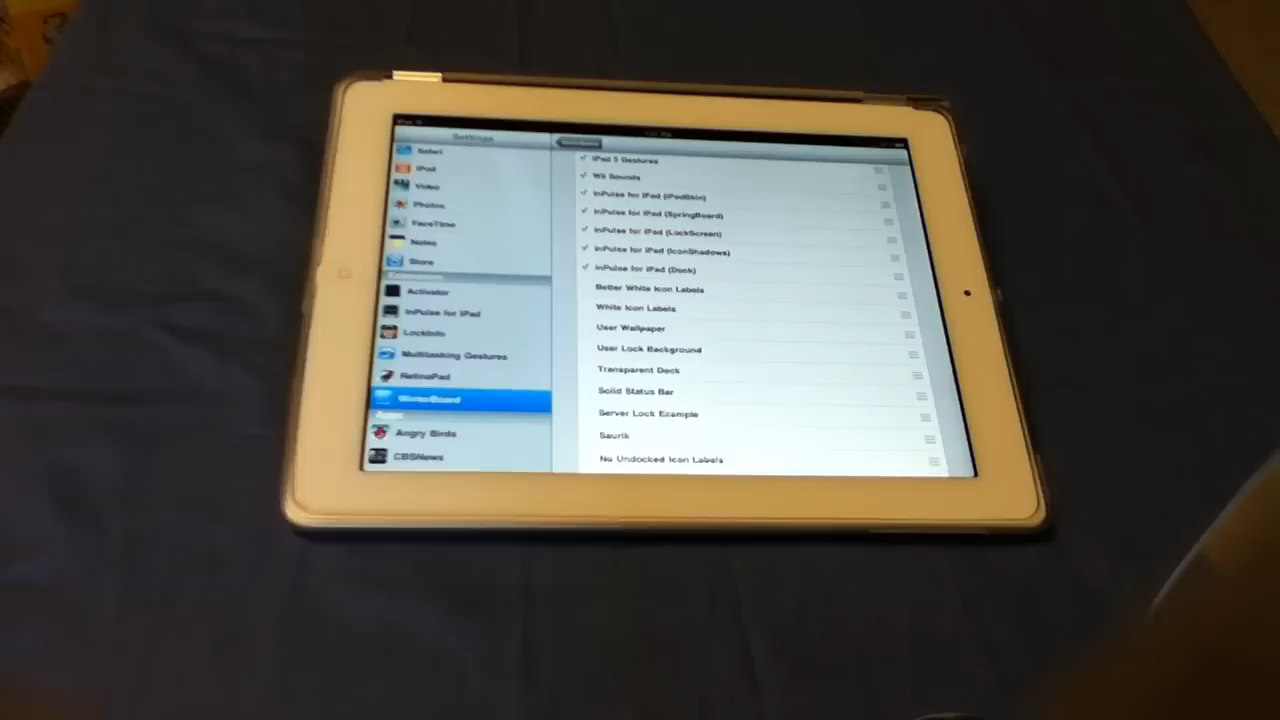 Settings
Safari
iPod
Video
Photos
FaceTime
Notes
Store
Activator
InPulse for iPad
LockInfo
Multitasking Gestures
RetinaPad
WinterBoard
Apps
Angry Birds
CBSNews
iPad 3 Gestures
Wii Sounds
InPulse for iPad (iPadSkin)
InPulse for iPad (SpringBoard)
InPulse for iPad (LockScreen)
InPulse for iPad (IconShadows)
InPulse for iPad (Dock)
Better White Icon Labels
White Icon Labels
User Wallpaper
User Lock Background
Transparent Dock
Solid Status Bar
Server Lock Example
Saurik
No Undocked Icon Labels